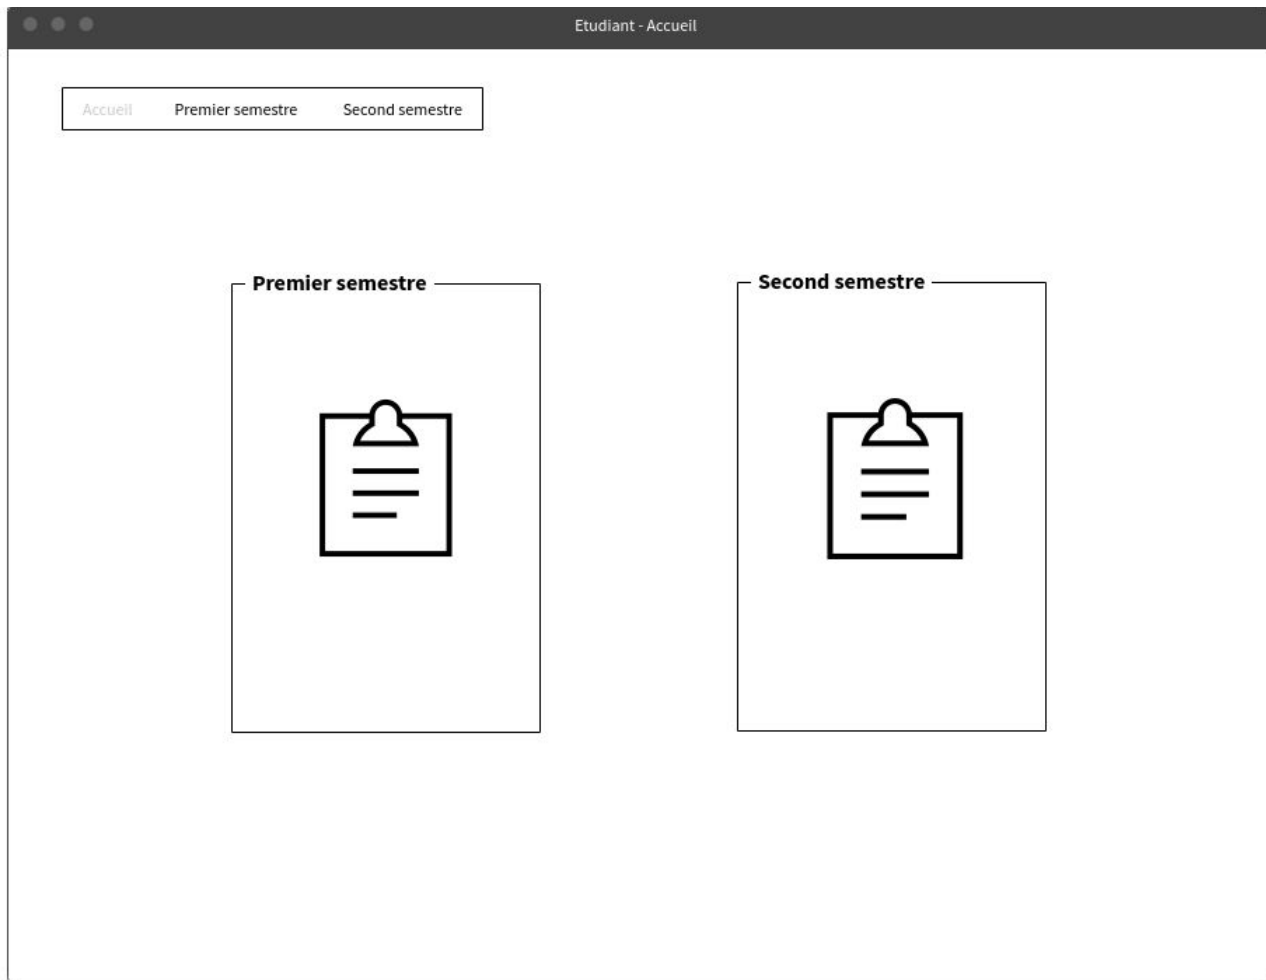 Etudiant - Accueil
Accueil Premier semestre Second semestre
Premier semestre
Second semestre